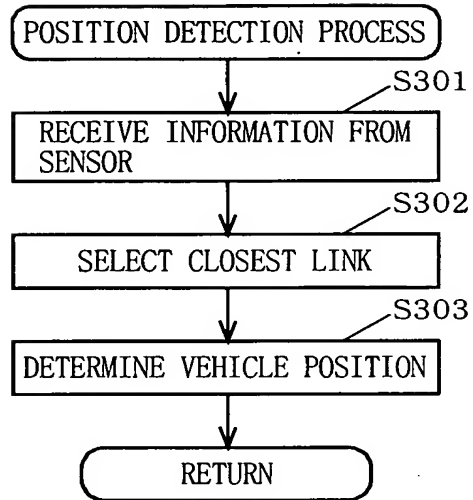 POSITION DETECTION PROCESS
S301
RECEIVE INFORMATION FROM
SENSOR
S302
SELECT CLOSEST LINK
S303
DETERMINE VEHICLE POSITION
RETURN